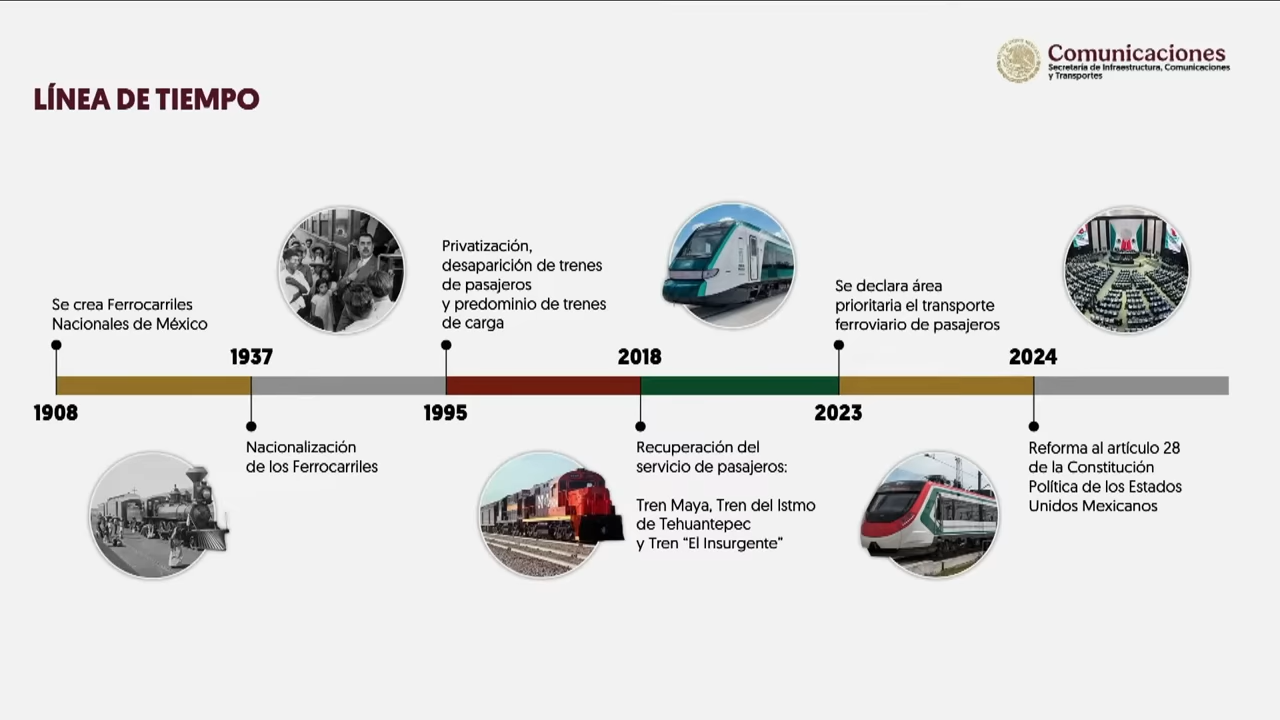 Comunicaciones
Secretaría de Infraestructura, Comunicaciones
y Transportes
LÍNEA DE TIEMPO
Se crea Ferrocarriles
Nacionales de México
1908
1937
Nacionalización
de los Ferrocarriles
Privatización,
desaparición de trenes
de pasajeros
y predominio de trenes
de carga
1995
2018
Recuperación del
servicio de pasajeros:
Tren Maya, Tren del Istmo
de Tehuantepec
y Tren “El Insurgente”
Se declara área
prioritaria el transporte
ferroviario de pasajeros
2023
2024
Reforma al artículo 28
de la Constitución
Política de los Estados
Unidos Mexicanos